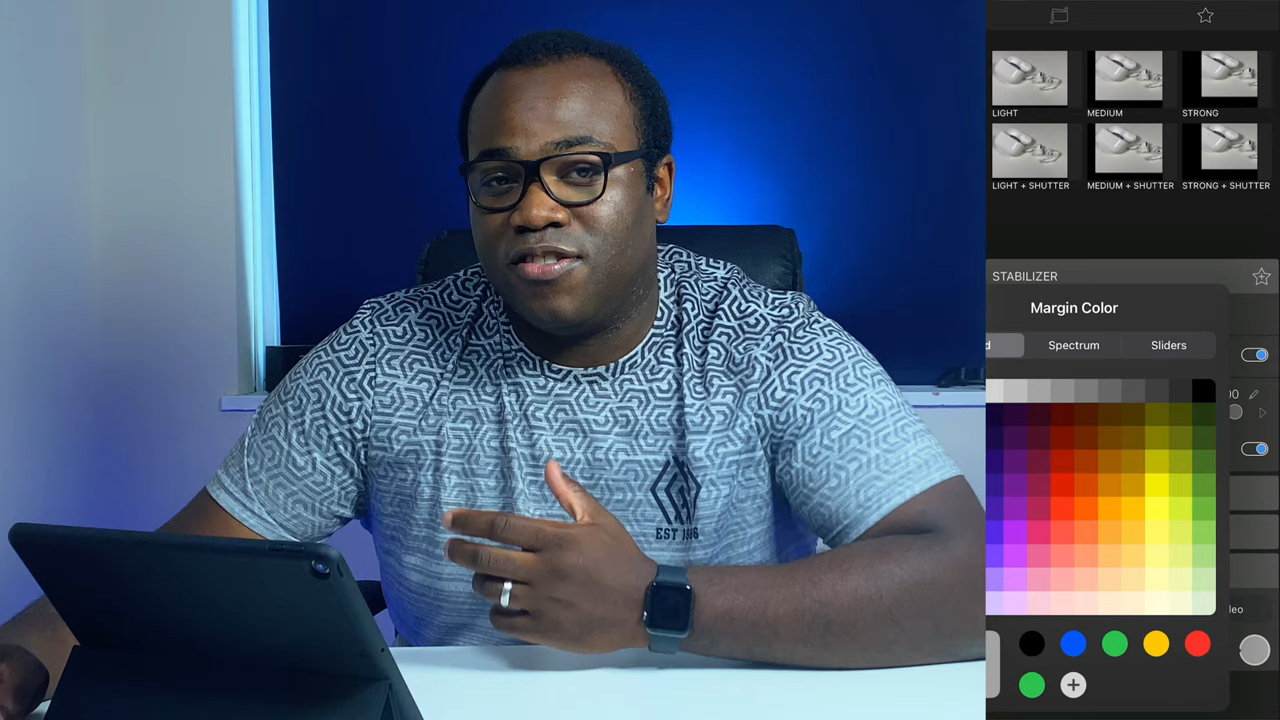 LIGHT
MEDIUM
STRONG
LIGHT + SHUTTER
MEDIUM + SHUTTER
STRONG + SHUTTER
STABILIZER
Margin Color
Spectrum
Sliders
EST